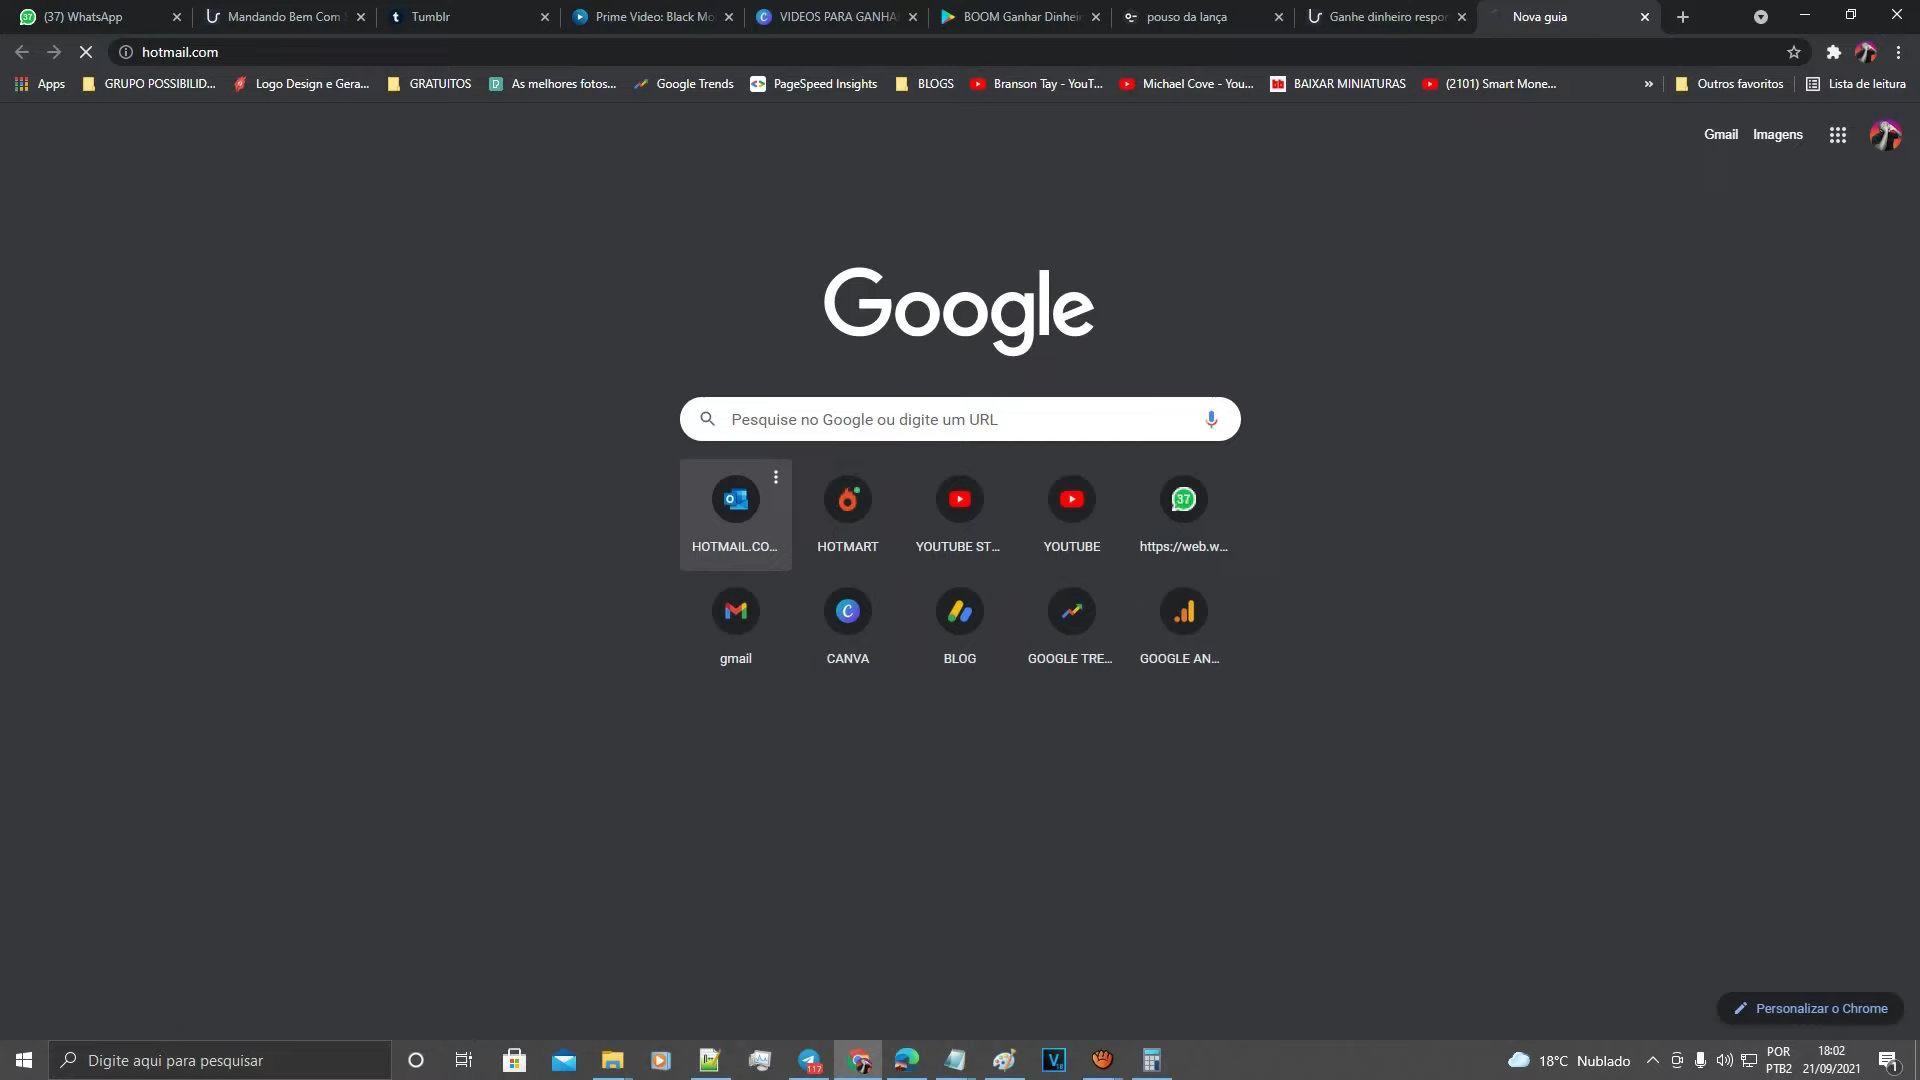 (37) WhatsApp
Mandando Bem Com
Tumblr
Prime Video: Black Mo
VIDEOS PARA GANHA
BOOM Ganhar Dinhei
pouso da lança
Ganhe dinheiro respor
Nova guia
hotmail.com
Apps
GRUPO POSSIBILID...
Logo Design e Gera...
GRATUITOS
As melhores fotos...
Google Trends
PageSpeed Insights
BLOGS
Branson Tay - YouT...
Michael Cove - You...
BAIXAR MINIATURAS
(2101) Smart Mone...
»
Outros favoritos
Lista de leitura
Gmail
Imagens
Google
Pesquise no Google ou digite um URL
HOTMAIL.CO...
HOTMART
YOUTUBE ST...
YOUTUBE
37
https://web.w...
gmail
CANVA
BLOG
GOOGLE TRE...
GOOGLE AN...
Personalizar o Chrome
Digite aqui para pesquisar
117
18°C Nublado
POR
PTB2
18:02
21/09/2021
1